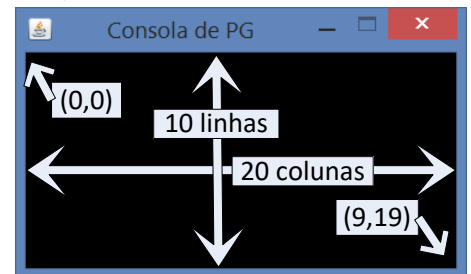 Consola de PG
(0,0)
10 linhas
20 colunas
(9,19)